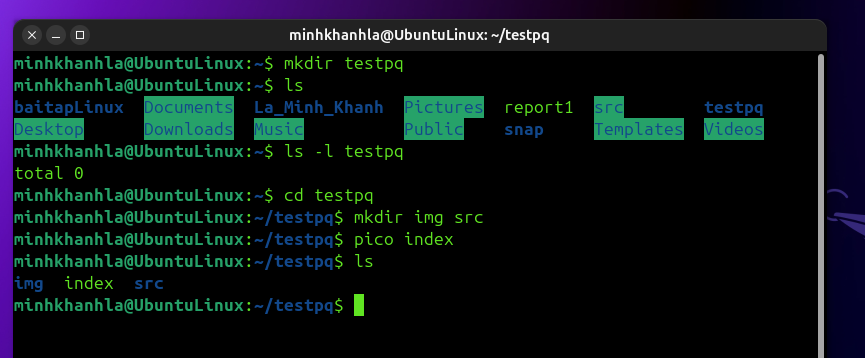 minhkhanhla@UbuntuLinux: ~/testpq
minhkhanhla@UbuntuLinux:~$ mkdir testpq
minhkhanhla@UbuntuLinux:~$ ls
baitapLinux  Documents  La_Minh_Khanh  Pictures  report1  src  testpq
Desktop  Downloads  Music  Public  snap  Templates  Videos
minhkhanhla@UbuntuLinux:~$ ls -l testpq
total 0
minhkhanhla@UbuntuLinux:~$ cd testpq
minhkhanhla@UbuntuLinux:~/testpq$ mkdir img src
minhkhanhla@UbuntuLinux:~/testpq$ pico index
minhkhanhla@UbuntuLinux:~/testpq$ ls
img  index  src
minhkhanhla@UbuntuLinux:~/testpq$